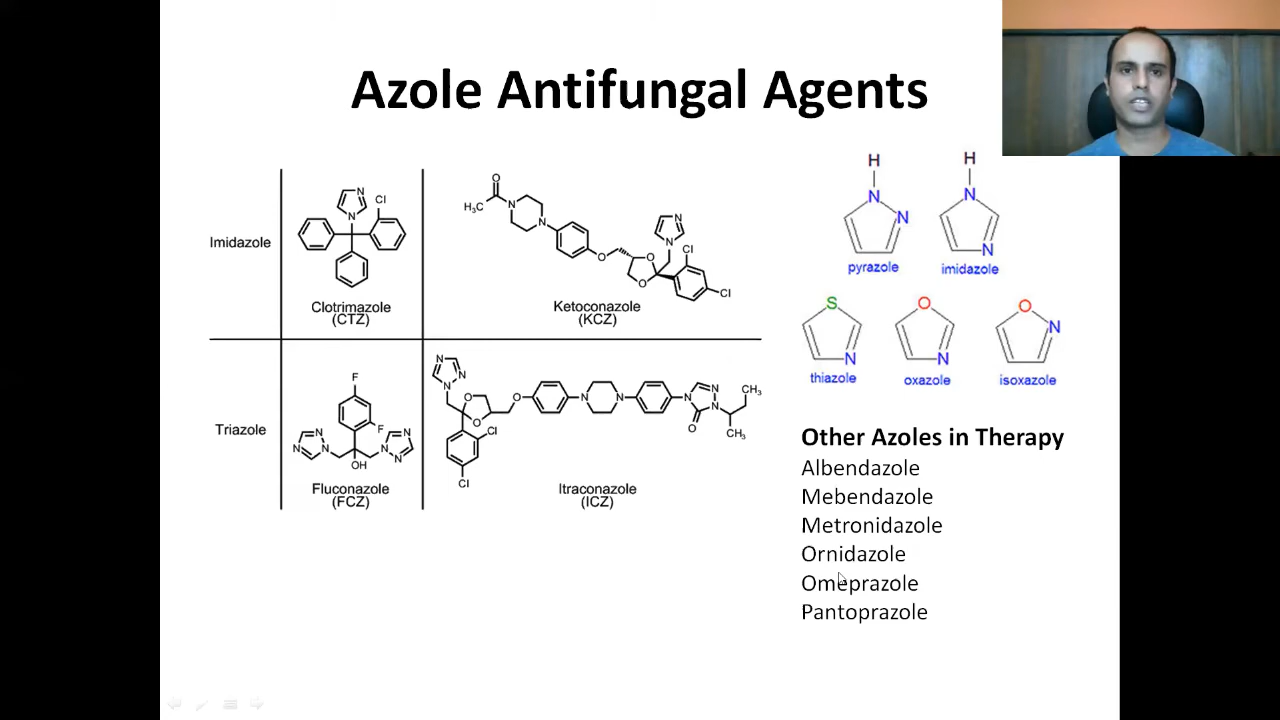 Azole Antifungal Agents
Imidazole
N
N
Cl
Clotrimazole
(CTZ)
O
H₃C
N
N
O
N
N
O
O
Cl
Cl
Ketoconazole
(KCZ)
Triazole
F
F
N
N
N
N
N
N
OH
Fluconazole
(FCZ)
N
N
N
O
O
Cl
Cl
O
N
N
N
N
N
O
CH₃
CH₃
Itraconazole
(ICZ)
H
N
N
pyrazole
H
N
N
imidazole
S
N
thiazole
O
N
oxazole
O
N
isoxazole
Other Azoles in Therapy
Albendazole
Mebendazole
Metronidazole
Ornidazole
Omeprazole
Pantoprazole